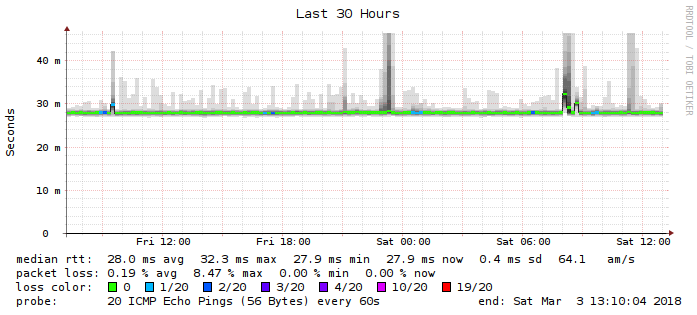 Last 30 Hours
RRDTOOL / TOBI OETIKER
Seconds
40 m
30 m
20 m
10 m
0
Fri 12:00 Fri 18:00 Sat 00:00 Sat 06:00 Sat 12:00
median rtt: 28.0 ms avg 32.3 ms max 27.9 ms min 27.9 ms now 0.4 ms sd 64.1 am/s
packet loss: 0.19 % avg 8.47 % max 0.00 % min 0.00 % now
loss color: 0 1/20 2/20 3/20 4/20 10/20 19/20
probe: 20 ICMP Echo Pings (56 Bytes) every 60s end: Sat Mar 3 13:10:04 2018